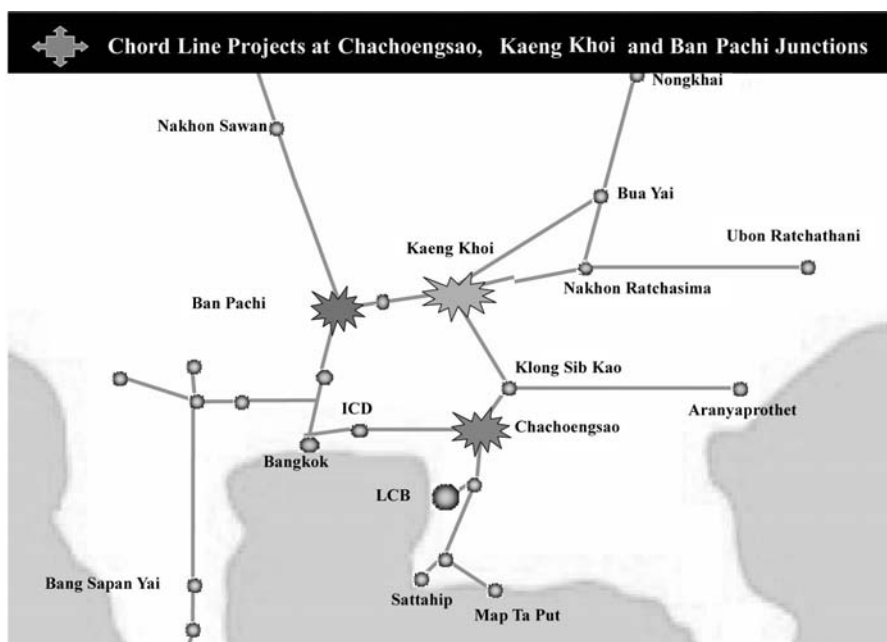 Chord Line Projects at Chachoengsao, Kaeng Khoi and Ban Pachi Junctions
Nongkhai
Nakhon Sawan
Bua Yai
Ubon Ratchathani
Kaeng Khoi
Nakhon Ratchasima
Ban Pachi
Klong Sib Kao
Aranyaprothet
ICD
Chachoengsao
Bangkok
LCB
Bang Sapan Yai
Sattahip
Map Ta Put